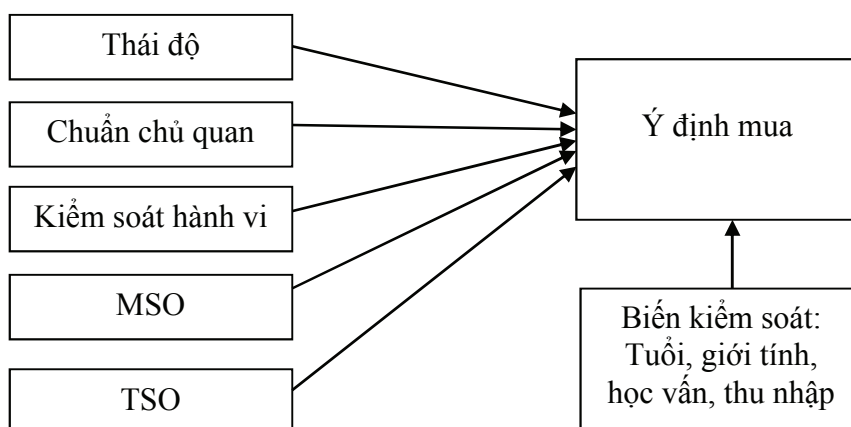 Thái độ
Chuẩn chủ quan
Kiểm soát hành vi
MSO
TSO
Ý định mua
Biến kiểm soát:
Tuổi, giới tính,
học vấn, thu nhập